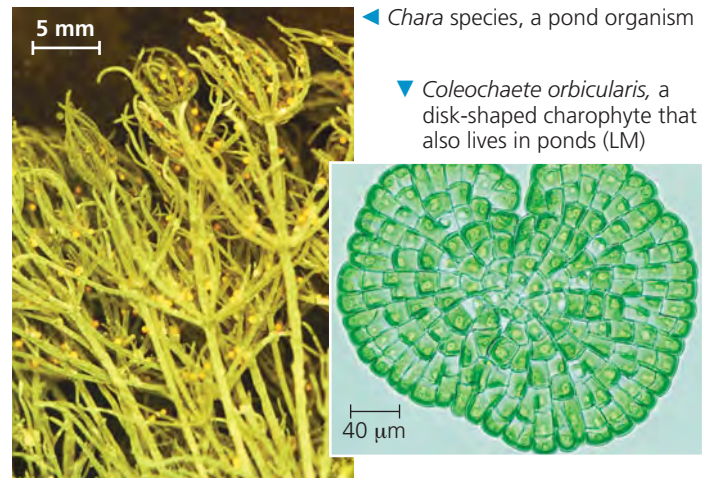 5 mm
◀ Chara species, a pond organism
▼ Coleochaete orbicularis, a
disk-shaped charophyte that
also lives in ponds (LM)
40 μm